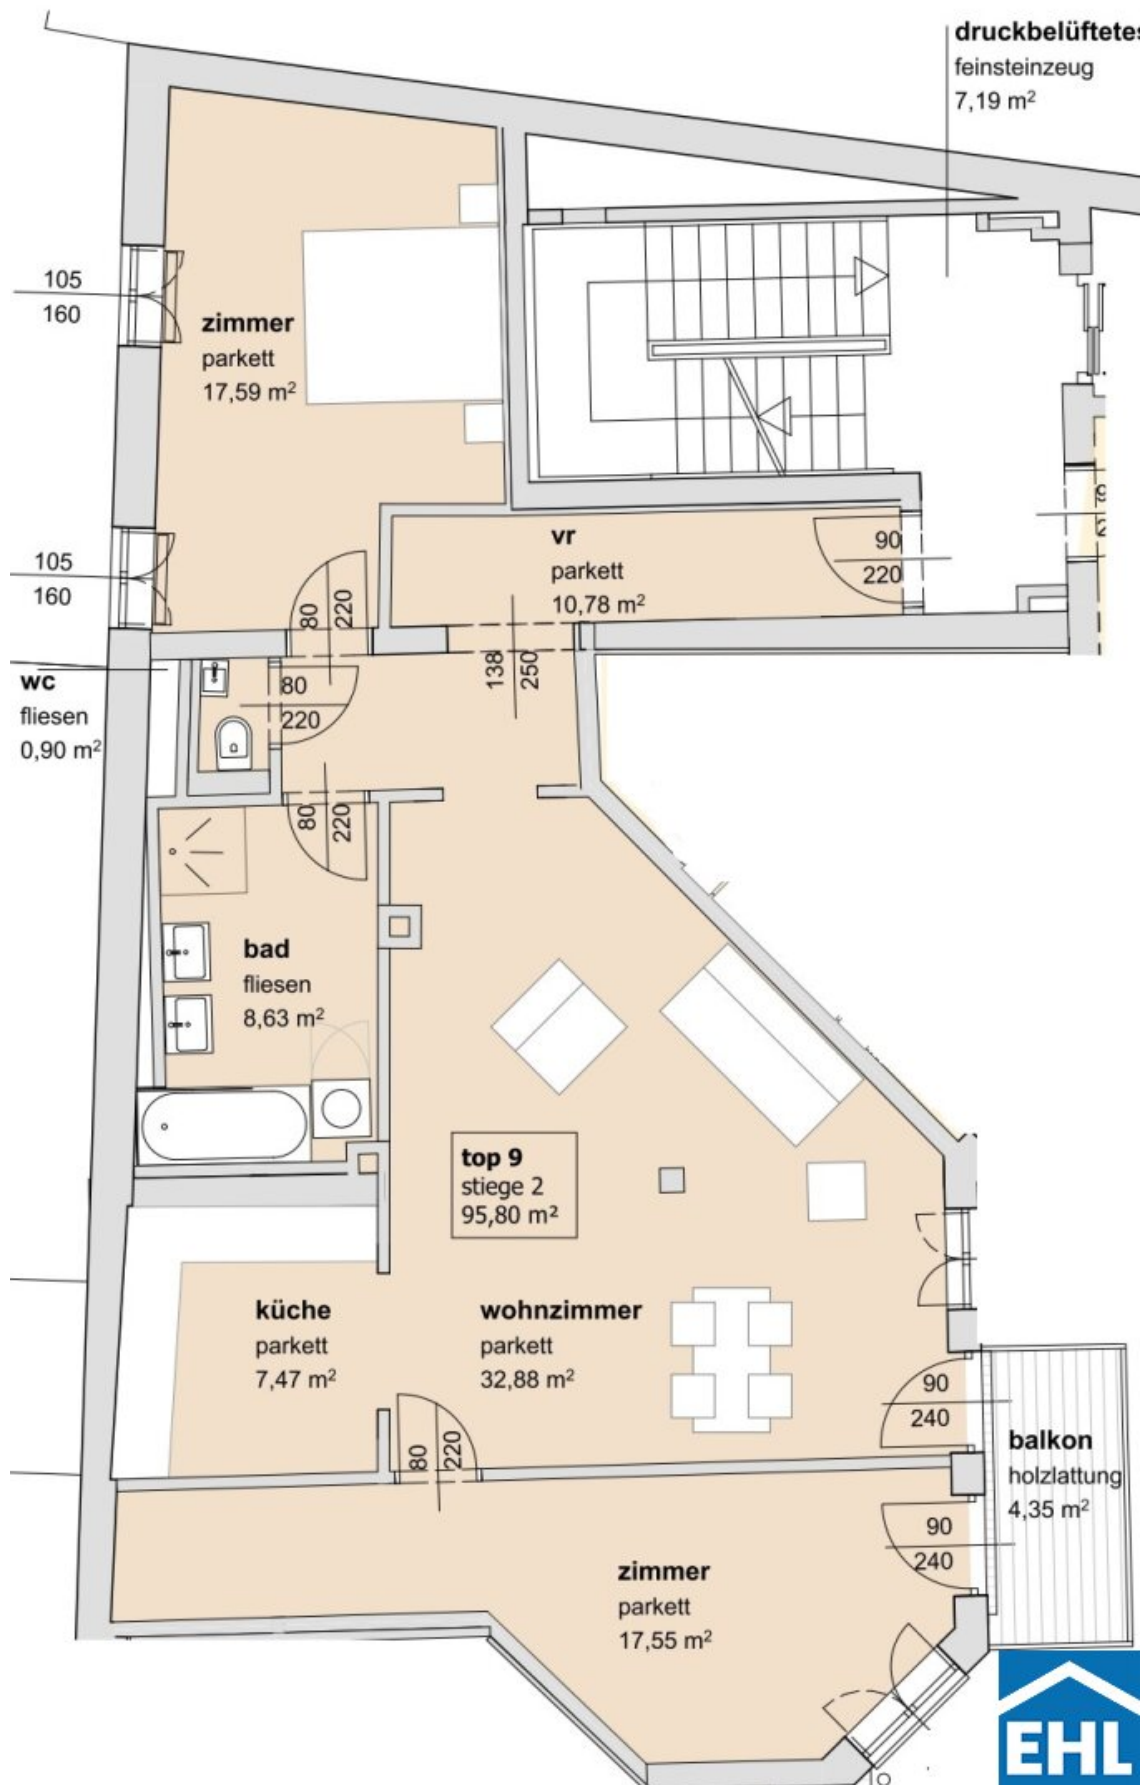 druckbelüftetes
feinsteinzeug
7,19 m²
105
160
zimmer
parkett
17,59 m²
105
160
vr
parkett
10,78 m²
90
220
80
220
138
250
wc
fliesen
0,90 m²
80
220
80
220
bad
fliesen
8,63 m²
top 9
stiege 2
95,80 m²
küche
parkett
7,47 m²
wohnzimmer
parkett
32,88 m²
80
220
90
240
balkon
holzlattung
4,35 m²
90
240
zimmer
parkett
17,55 m²
EHL